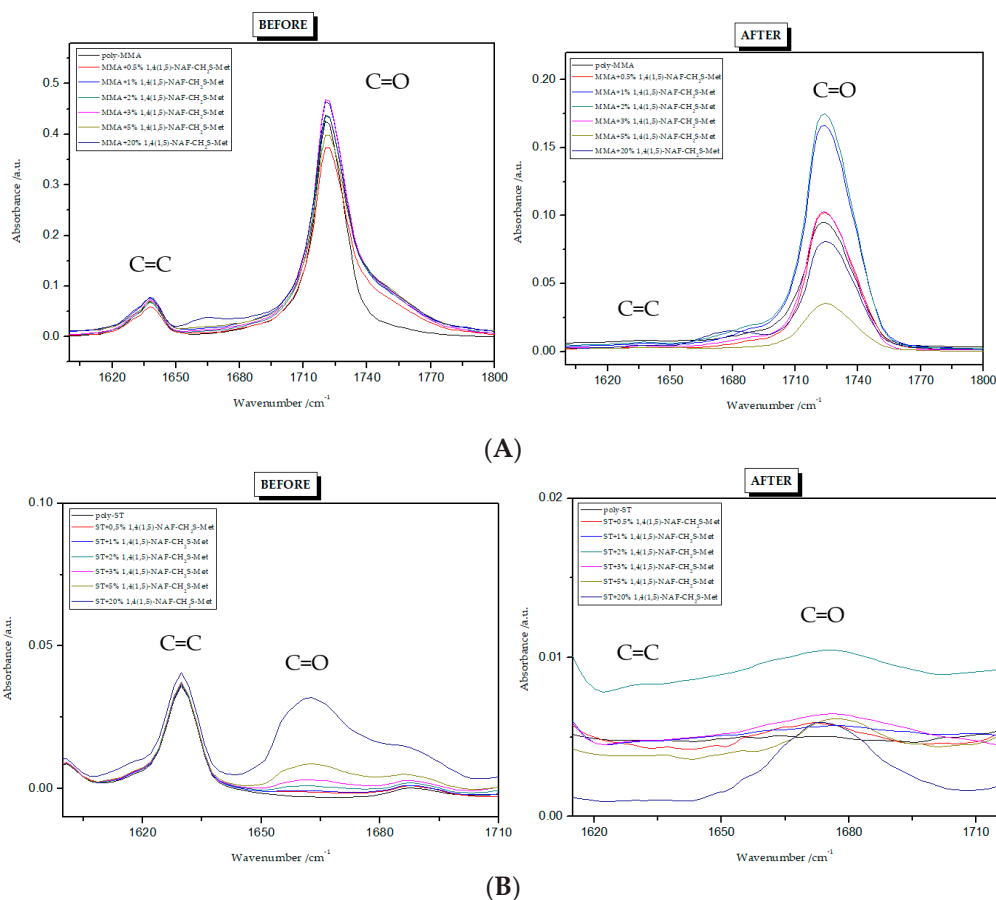 BEFORE
poly-MMA
MMA+0.5% 1,4(1,5)-NAF-CH2S-Met
MMA+1% 1,4(1,5)-NAF-CH2S-Met
MMA+2% 1,4(1,5)-NAF-CH2S-Met
MMA+3% 1,4(1,5)-NAF-CH2S-Met
MMA+5% 1,4(1,5)-NAF-CH2S-Met
MMA+20% 1,4(1,5)-NAF-CH2S-Met
C=O
C=C
0.5
0.4
0.3
0.2
0.1
0.0
Absorbance /a.u.
1620 1650 1680 1710 1740 1770 1800
Wavenumber /cm-1
AFTER
poly-MMA
MMA+0.5% 1,4(1,5)-NAF-CH2S-Met
MMA+1% 1,4(1,5)-NAF-CH2S-Met
MMA+2% 1,4(1,5)-NAF-CH2S-Met
MMA+3% 1,4(1,5)-NAF-CH2S-Met
MMA+5% 1,4(1,5)-NAF-CH2S-Met
MMA+20% 1,4(1,5)-NAF-CH2S-Met
C=O
C=C
0.20
0.15
0.10
0.05
0.00
Absorbance /a.u.
1620 1650 1680 1710 1740 1770 1800
Wavenumber /cm-1
(A)
BEFORE
poly-ST
ST+0,5% 1,4(1,5)-NAF-CH2S-Met
ST+1% 1,4(1,5)-NAF-CH2S-Met
ST+2% 1,4(1,5)-NAF-CH2S-Met
ST+3% 1,4(1,5)-NAF-CH2S-Met
ST+5% 1,4(1,5)-NAF-CH2S-Met
ST+20% 1,4(1,5)-NAF-CH2S-Met
C=C
C=O
0.10
0.05
0.00
Absorbance /a.u.
1620 1650 1680 1710
Wavenumber /cm-1
AFTER
poly-ST
ST+0.5% 1,4(1,5)-NAF-CH2S-Met
ST+1% 1,4(1,5)-NAF-CH2S-Met
ST+2% 1,4(1,5)-NAF-CH2S-Met
ST+3% 1,4(1,5)-NAF-CH2S-Met
ST+5% 1,4(1,5)-NAF-CH2S-Met
ST+20% 1,4(1,5)-NAF-CH2S-Met
C=C
C=O
0.02
0.01
0.00
Absorbance /a.u.
1620 1650 1680 1710
Wavenumber /cm-1
(B)